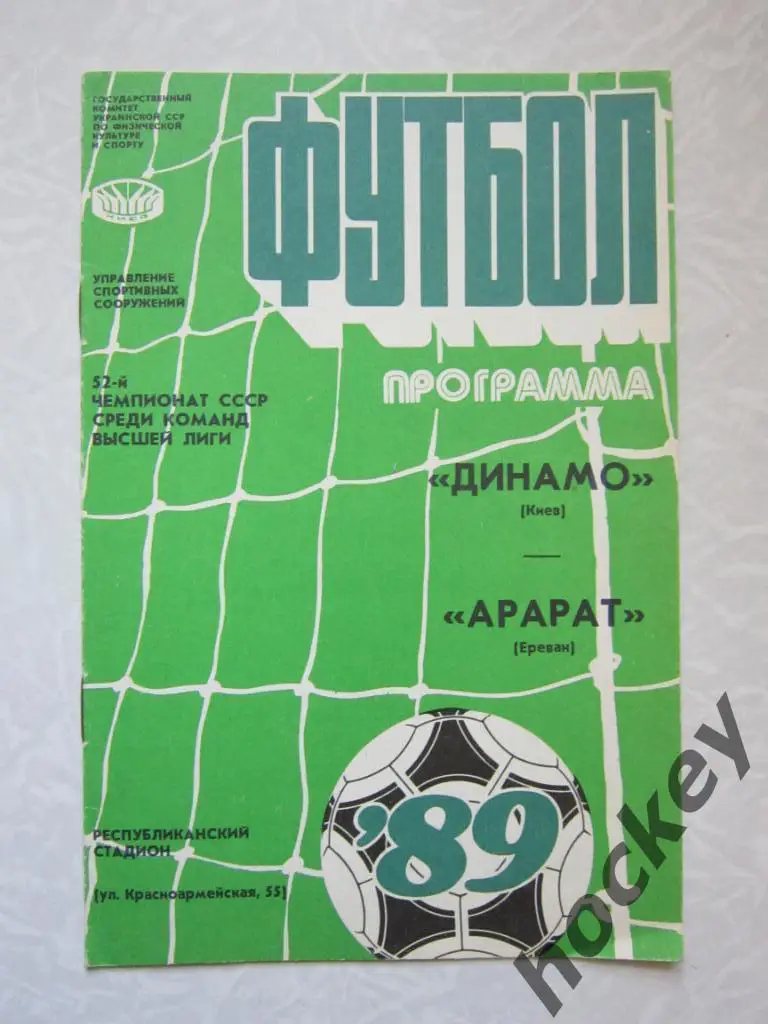 ГОСУДАРСТВЕННЫЙ
КОМИТЕТ
УКРАИНСКОЙ ССР
ПО ФИЗИЧЕСКОЙ
КУЛЬТУРЕ
И СПОРТУ
КИЕВ
УПРАВЛЕНИЕ
СПОРТИВНЫХ
СООРУЖЕНИЙ
ФУТБОЛ
ПРОГРАММА
52-й
ЧЕМПИОНАТ СССР
СРЕДИ КОМАНД
ВЫСШЕЙ ЛИГИ
«ДИНАМО»
(Киев)
—
«АРАРАТ»
(Ереван)
'89
РЕСПУБЛИКАНСКИЙ
СТАДИОН
(ул. Красноармейская, 55)
hockey